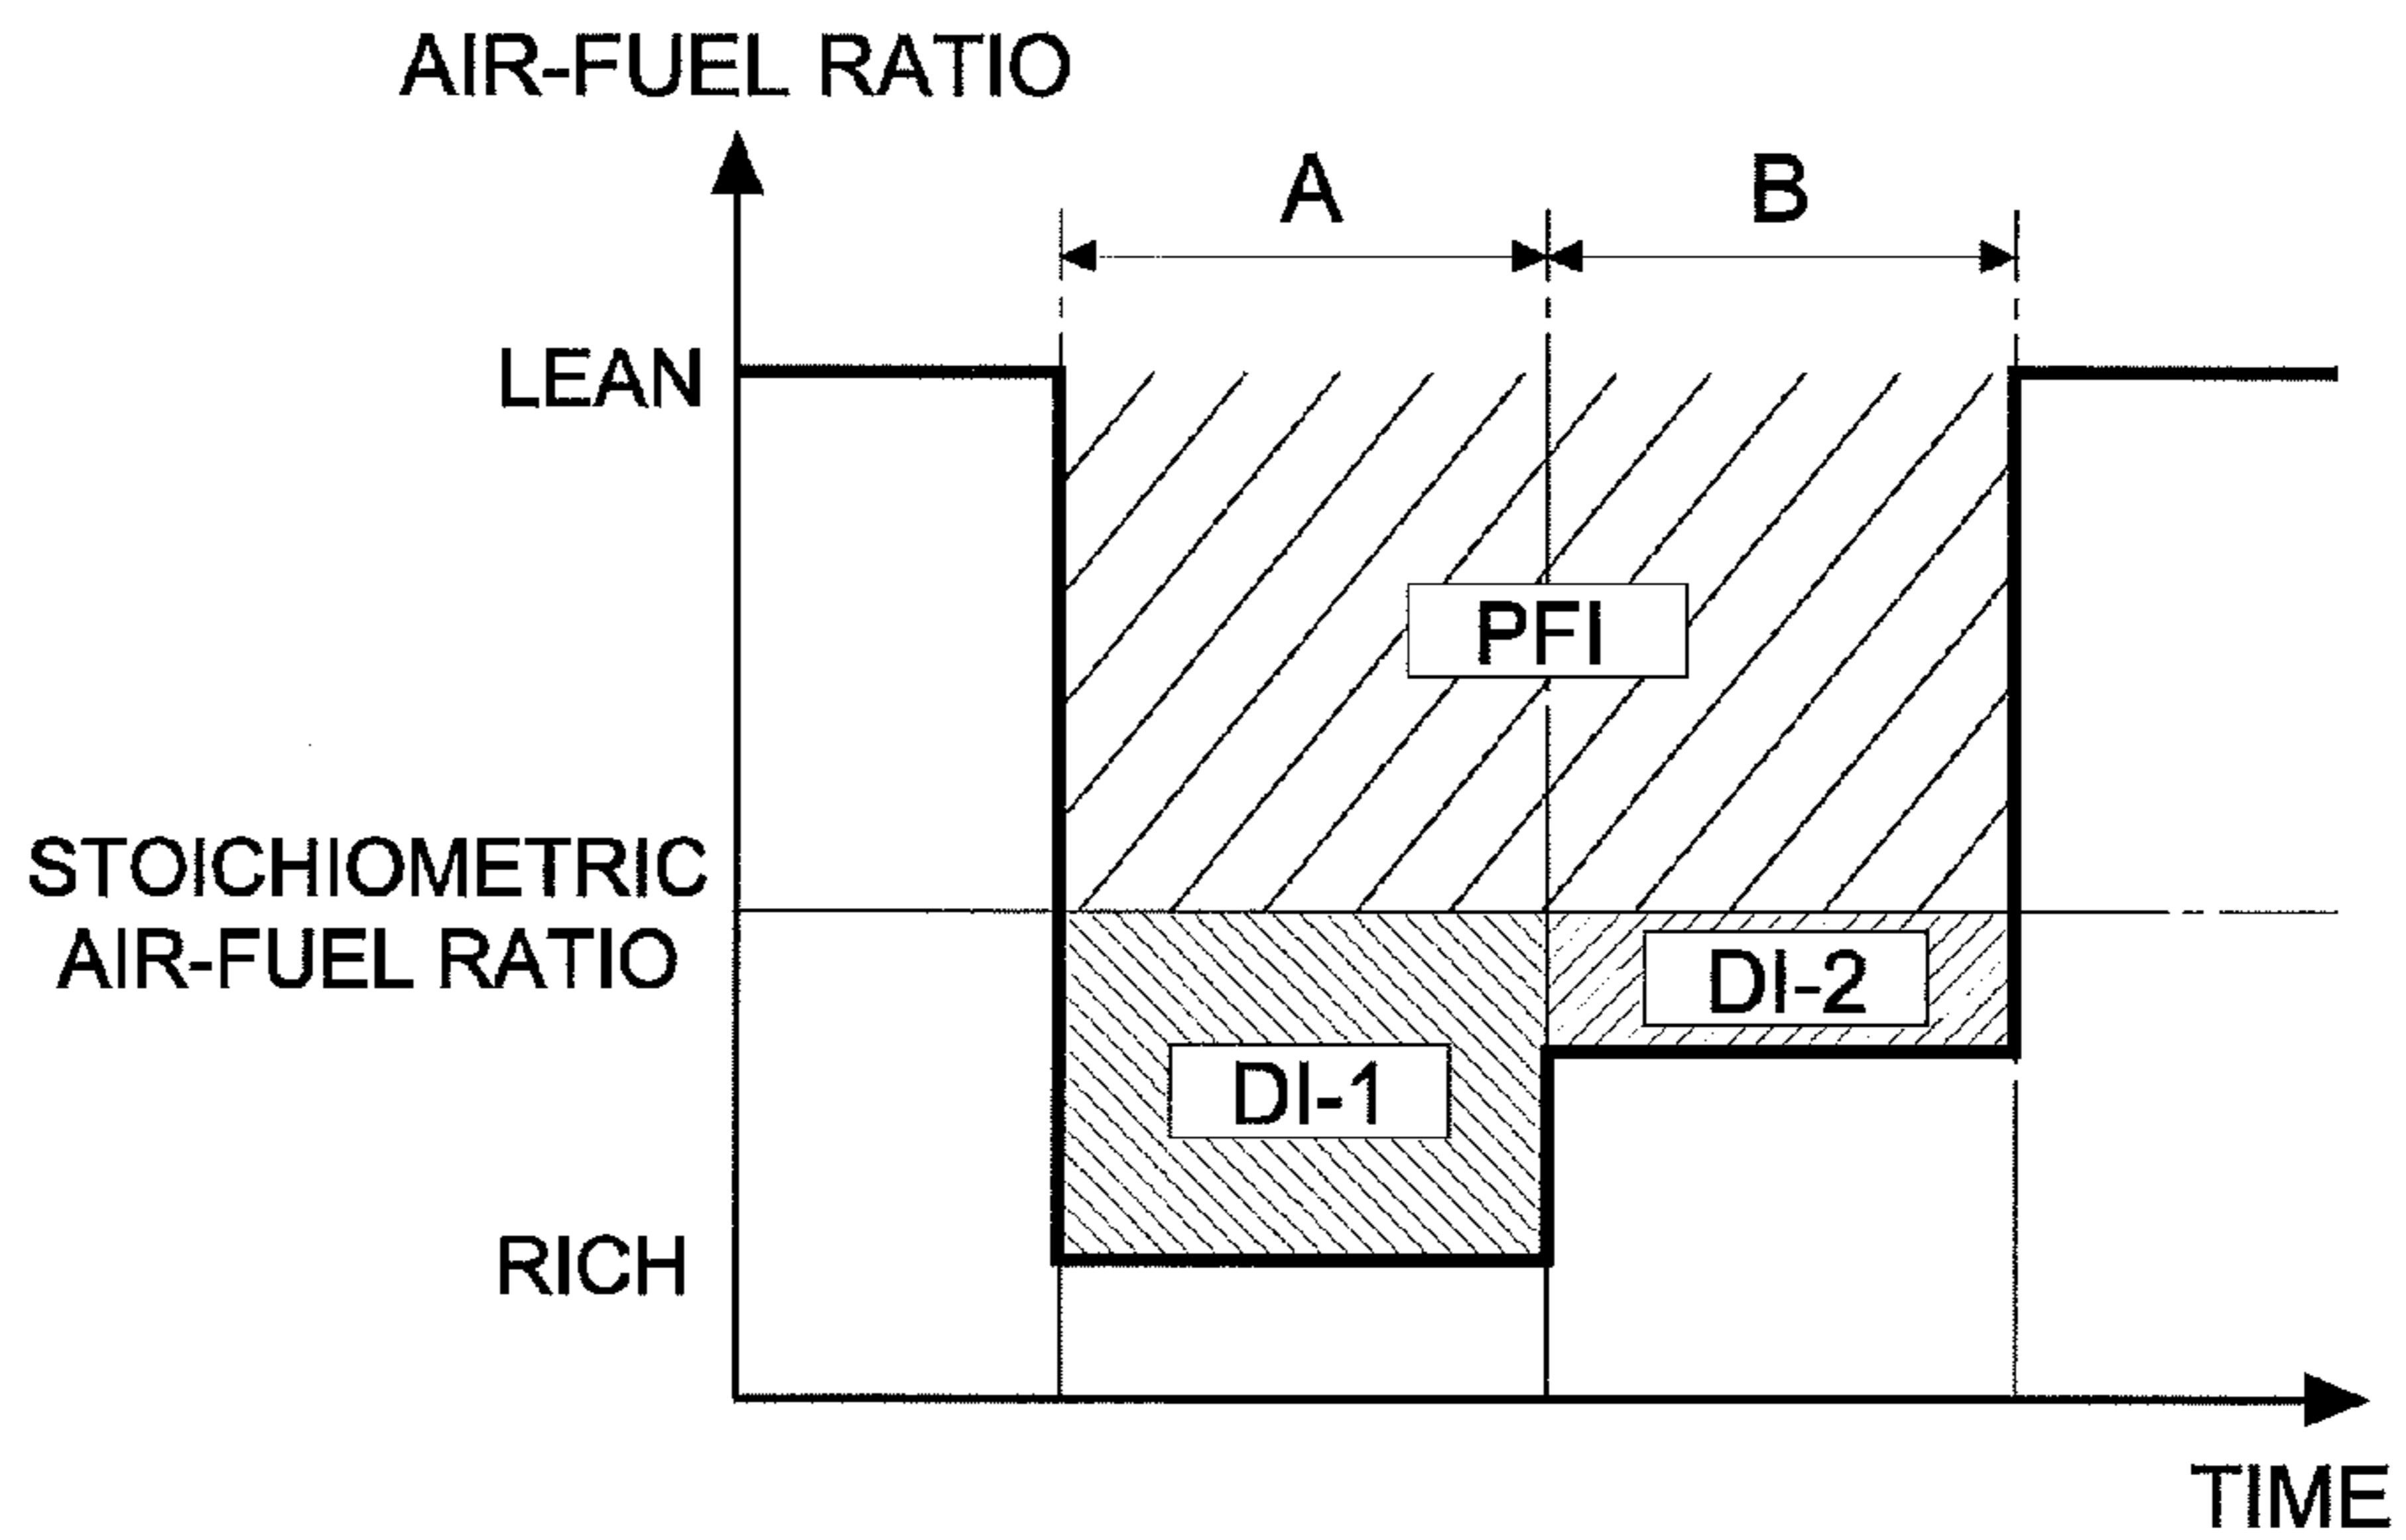 AIR-FUEL RATIO
A
B
LEAN
PFI
STOICHIOMETRIC
AIR-FUEL RATIO
DI-2
DI-1
RICH
TIME